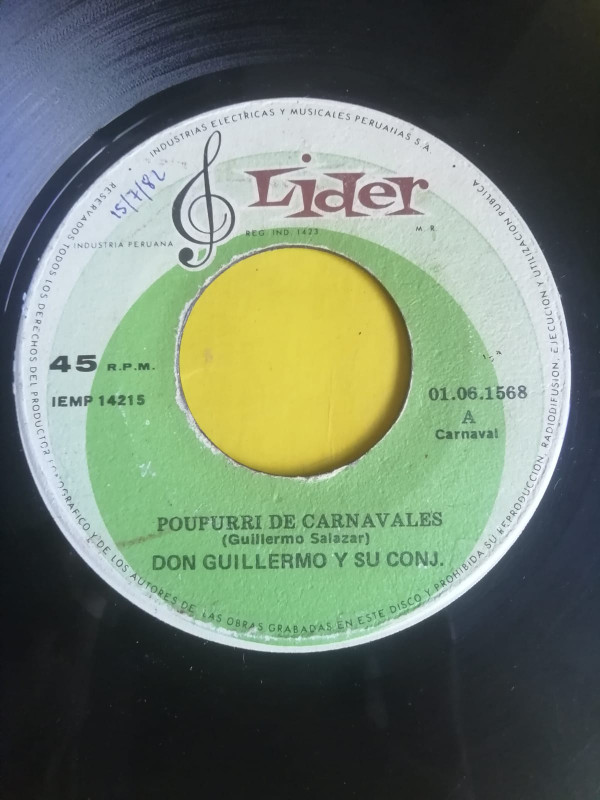 INDUSTRIAS ELECTRICAS Y MUSICALES PERUANAS S.A.
15/7/82
Lider
INDUSTRIA PERUANA
REG. IND. 1423
M. R.
45 R.P.M.
IEMP 14215
01.06.1568
A
Carnaval
POUFURRI DE CARNAVALES
(Guillermo Salazar)
DON GUILLERMO Y SU CONJ.
RESERVADOS TODOS LOS DERECHOS DEL PRODUCTOR FONOGRAFICO Y DE LOS AUTORES DE LAS OBRAS GRABADAS EN ESTE DISCO Y PROHIBIDA SU REPRODUCCION, RADIODIFUSION, EJECUCION Y UTILIZACION PUBLICA